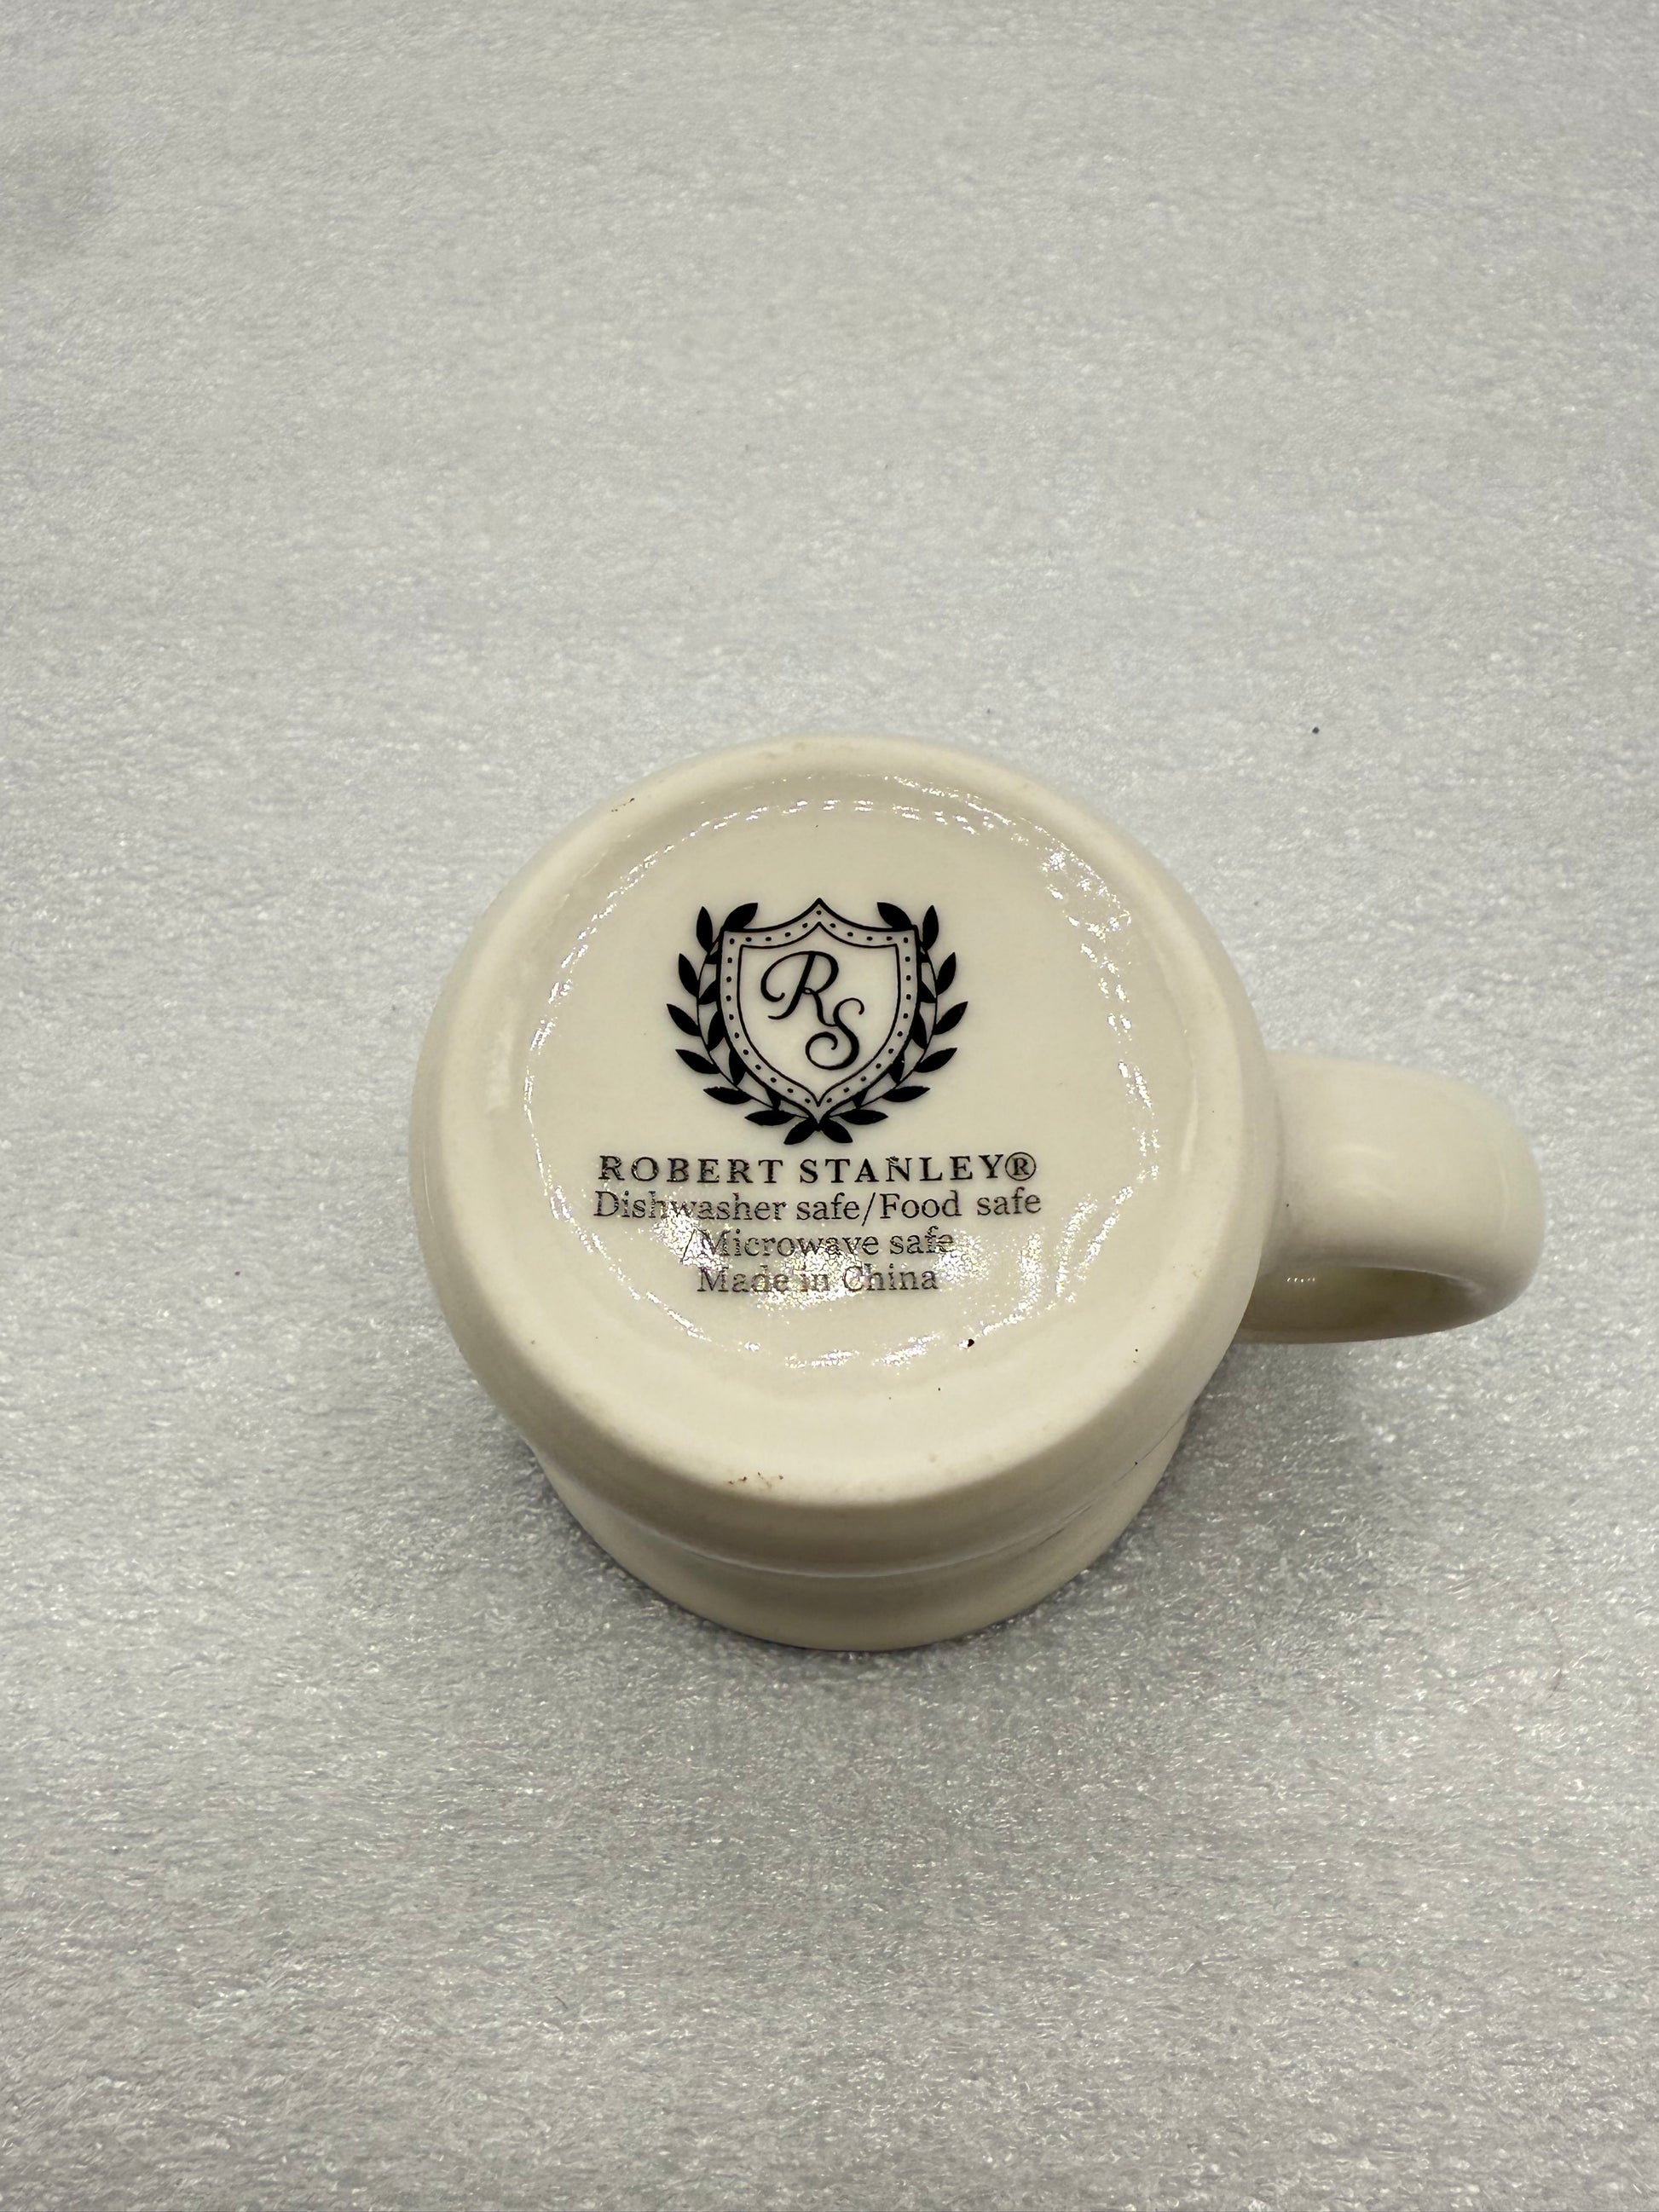 RS
ROBERT STANLEY®
Dishwasher safe/Food safe
/Microwave safe
Made in China